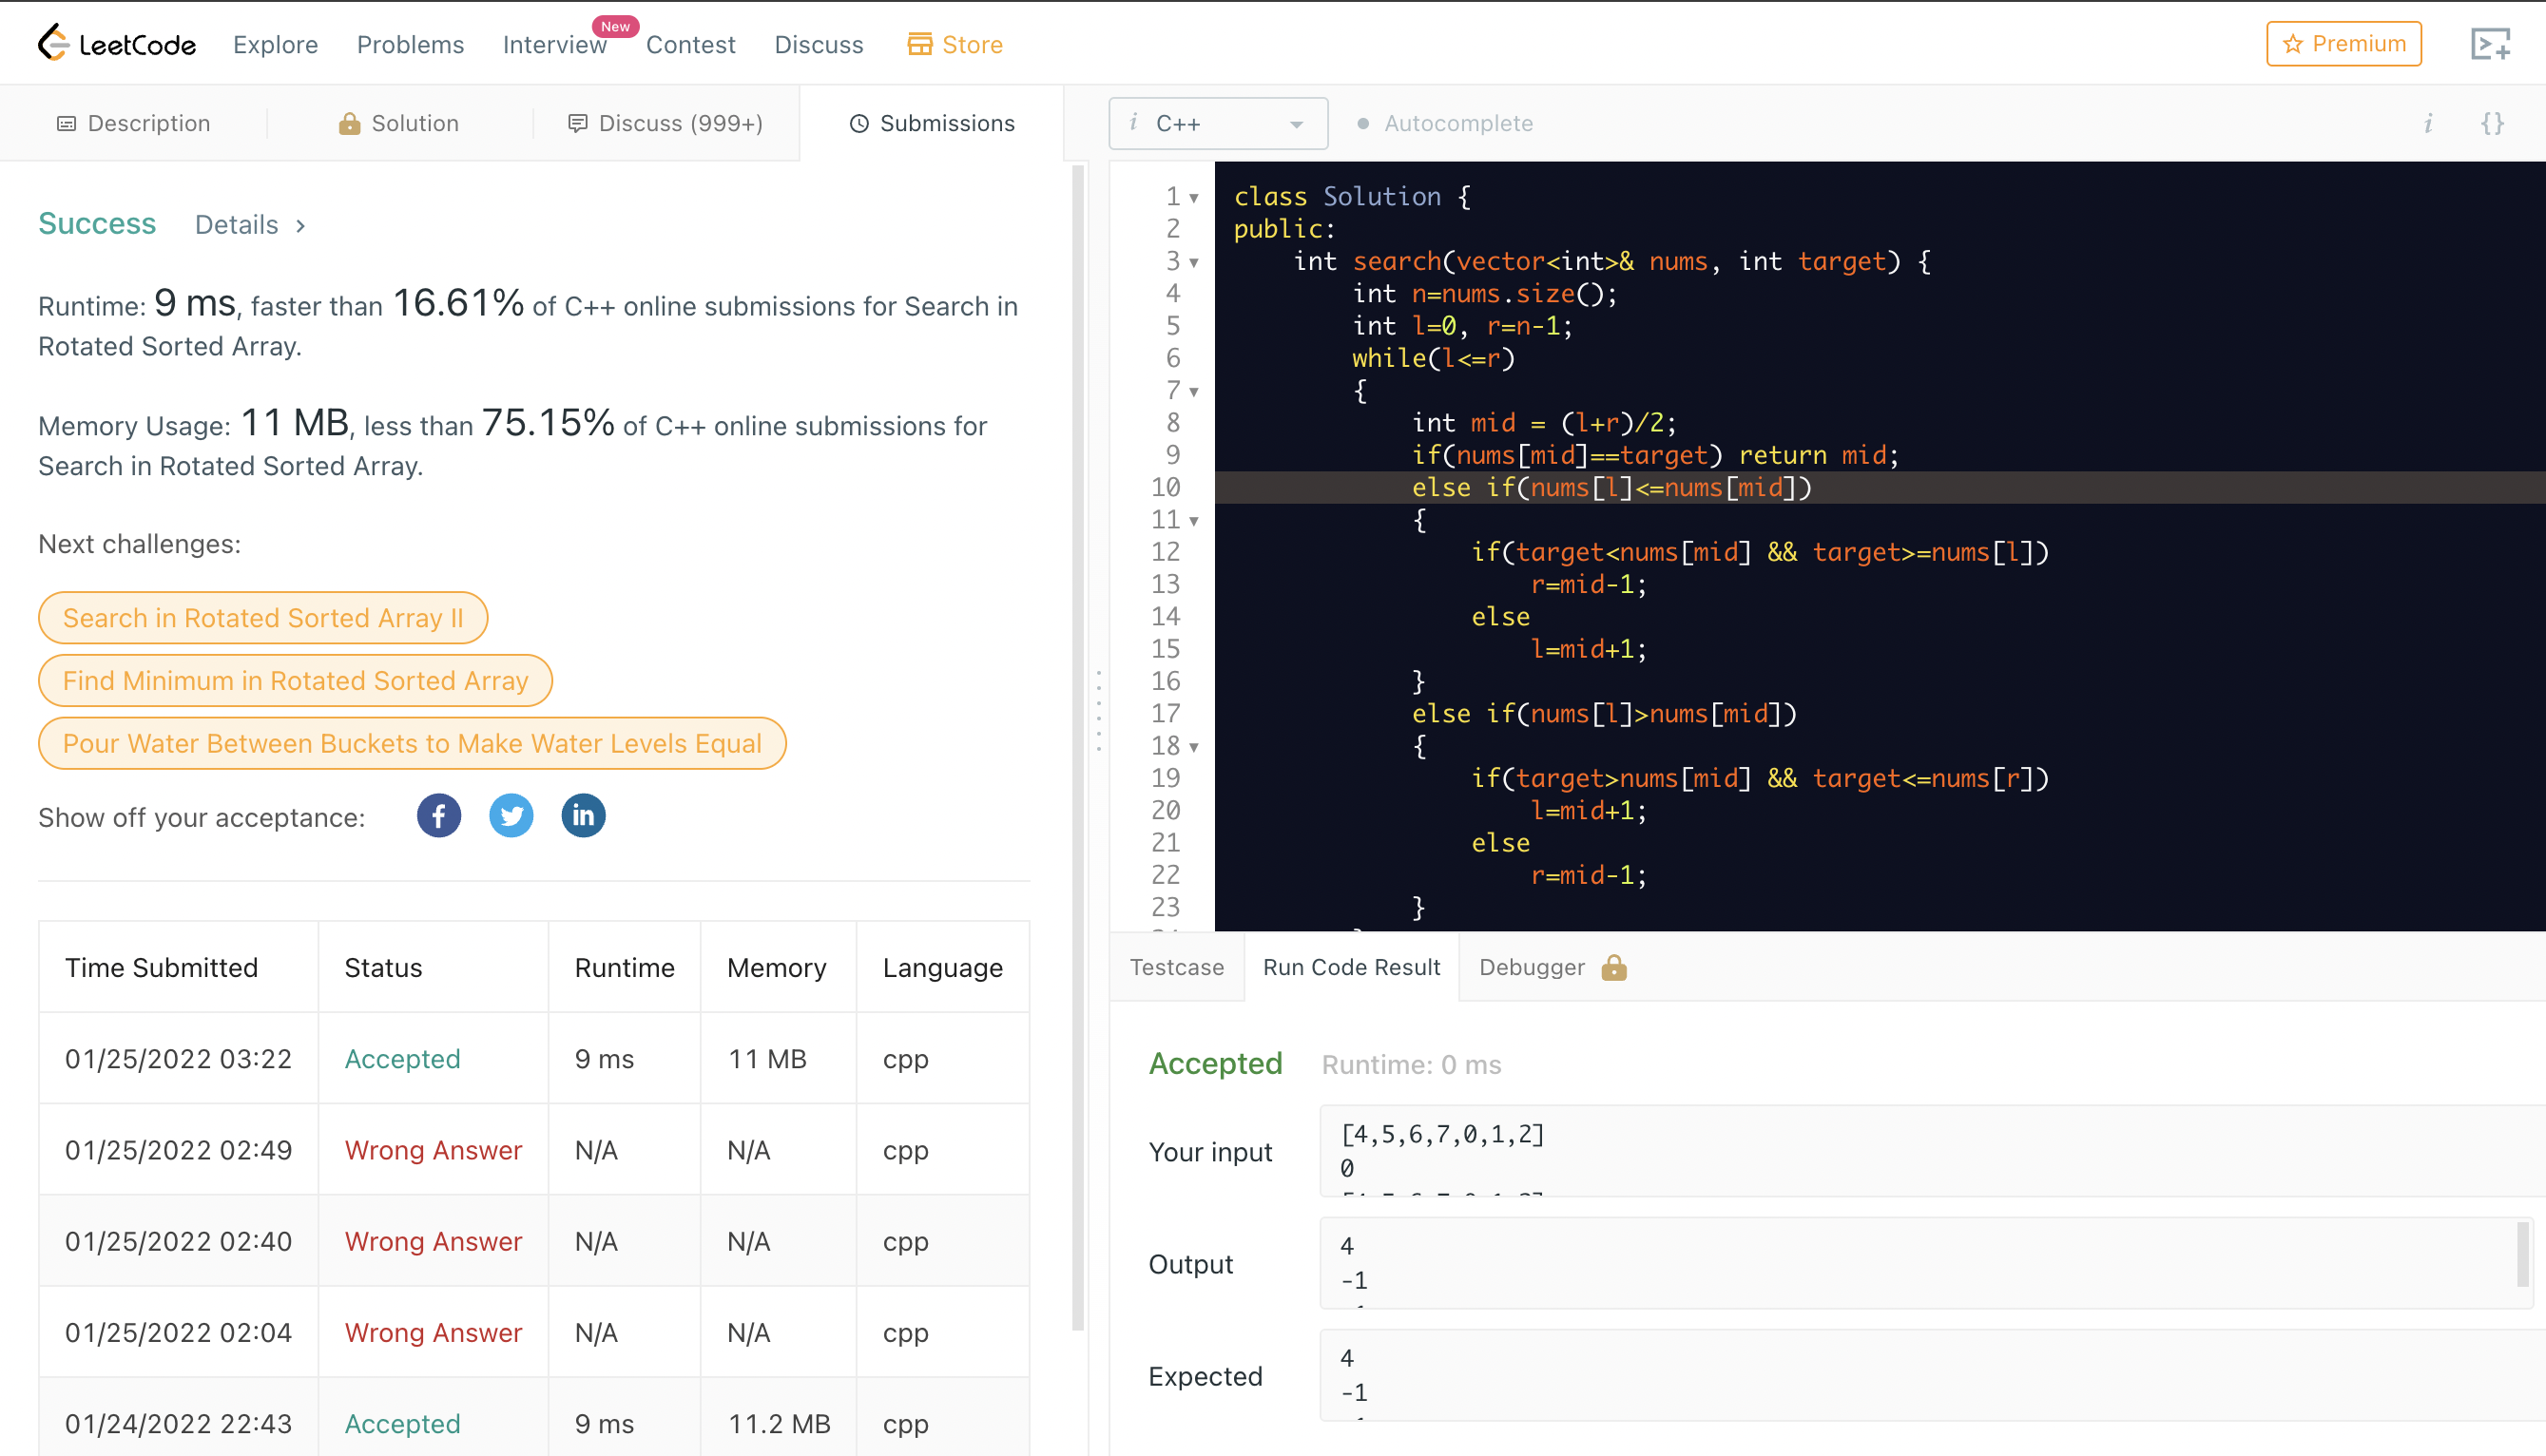 LeetCode Explore Problems Interview New Contest Discuss Store Premium
Description Solution Discuss (999+) Submissions
i C++ Autocomplete i {}
Success Details >
Runtime: 9 ms, faster than 16.61% of C++ online submissions for Search in
Rotated Sorted Array.
Memory Usage: 11 MB, less than 75.15% of C++ online submissions for
Search in Rotated Sorted Array.
Next challenges:
Search in Rotated Sorted Array II
Find Minimum in Rotated Sorted Array
Pour Water Between Buckets to Make Water Levels Equal
Show off your acceptance: f in
Time Submitted Status Runtime Memory Language
01/25/2022 03:22 Accepted 9 ms 11 MB cpp
01/25/2022 02:49 Wrong Answer N/A N/A cpp
01/25/2022 02:40 Wrong Answer N/A N/A cpp
01/25/2022 02:04 Wrong Answer N/A N/A cpp
01/24/2022 22:43 Accepted 9 ms 11.2 MB cpp
1 class Solution {
2 public:
3     int search(vector<int>& nums, int target) {
4         int n=nums.size();
5         int l=0, r=n-1;
6         while(l<=r)
7         {
8             int mid = (l+r)/2;
9             if(nums[mid]==target) return mid;
10             else if(nums[l]<=nums[mid])
11             {
12                 if(target<nums[mid] && target>=nums[l])
13                     r=mid-1;
14                 else
15                     l=mid+1;
16             }
17             else if(nums[l]>nums[mid])
18             {
19                 if(target>nums[mid] && target<=nums[r])
20                     l=mid+1;
21                 else
22                     r=mid-1;
23             }
Testcase Run Code Result Debugger
Accepted Runtime: 0 ms
Your input
[4,5,6,7,0,1,2]
0
Output
4
-1
Expected
4
-1